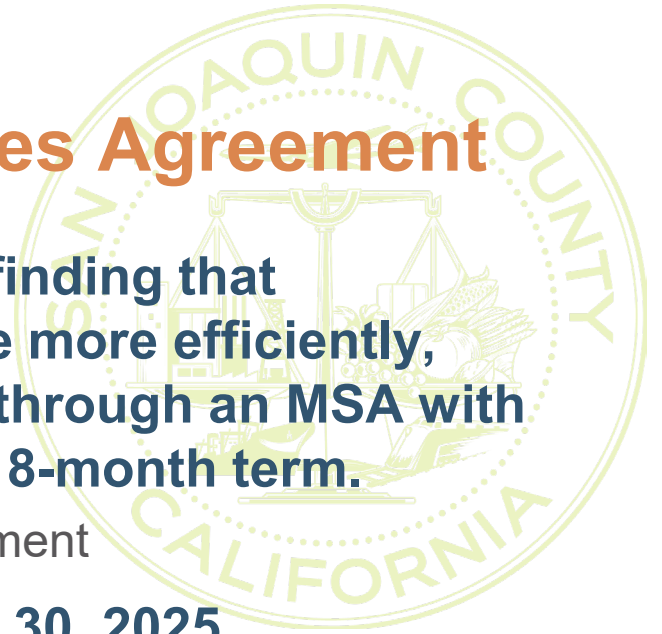 es Agreement
finding that
e more efficiently,
through an MSA with
8-month term.
ment
30, 2025
SAN JOAQUIN COUNTY
CALIFORNIA